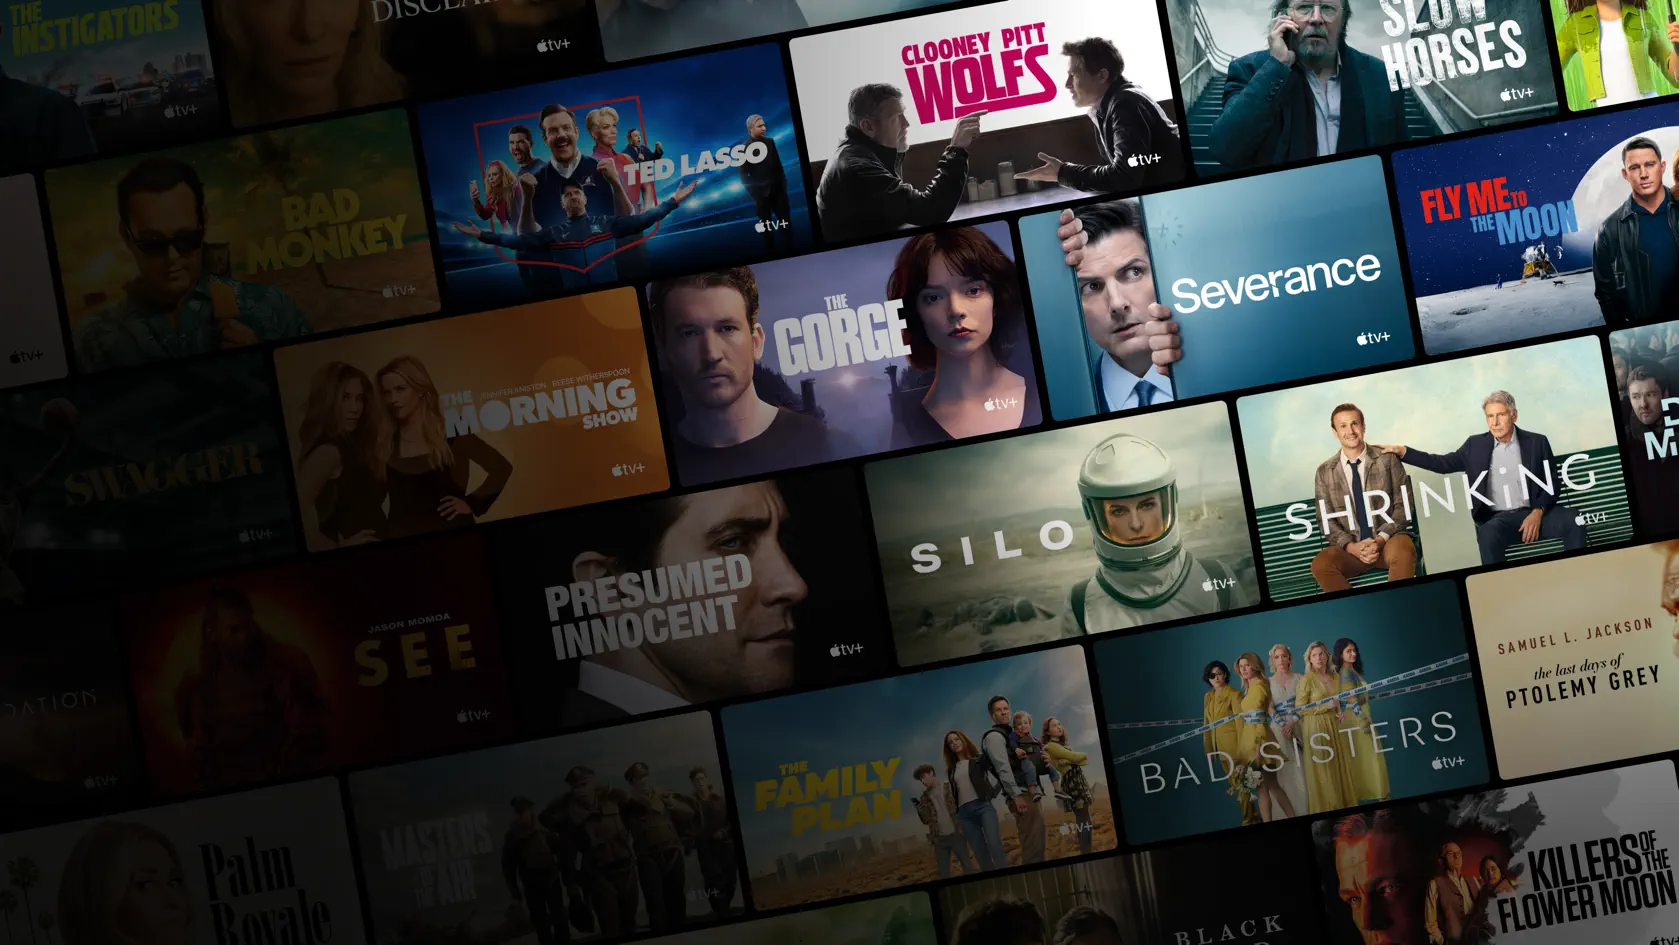 THE
INSTIGATORS
tv+
DISCLAI
tv+
CLOONEY PITT
WOLFS
tv+
SLOW
HORSES
tv+
BAD
MONKEY
tv+
TED LASSO
tv+
Severance
tv+
FLY ME TO
THE MOON
tv+
THE
GORGE
tv+
JENNIFER ANISTON REESE WITHERSPOON
THE
MORNING
SHOW
tv+
SWAGGER
tv+
SILO
tv+
SHRINKiNG
tv+
D
M
JASON MOMOA
SEE
tv+
PRESUMED
INNOCENT
tv+
DATION
tv+
THE
FAMILY
PLAN
tv+
BAD SISTERS
tv+
SAMUEL L. JACKSON
the last days of
PTOLEMY GREY
Palm
Royale
MASTERS
OF THE AIR
tv+
BLACK
KILLERS OF
THE
FLOWER MOON
tv+